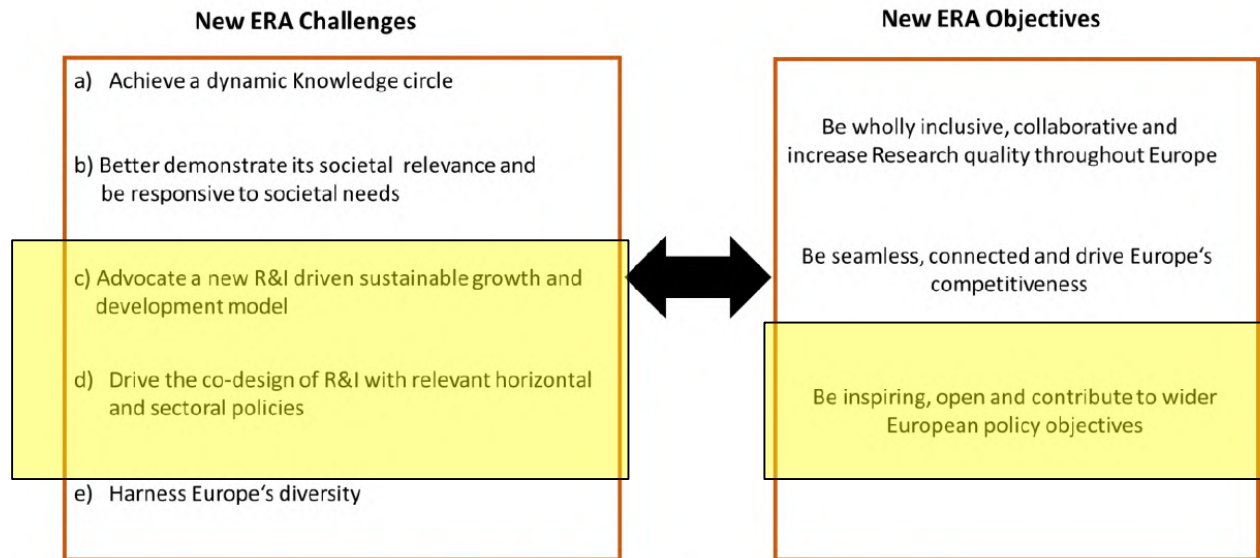 New ERA Challenges
a) Achieve a dynamic Knowledge circle
b) Better demonstrate its societal relevance and
be responsive to societal needs
c) Advocate a new R&I driven sustainable growth and
development model
d) Drive the co-design of R&I with relevant horizontal
and sectoral policies
e) Harness Europe‘s diversity
New ERA Objectives
Be wholly inclusive, collaborative and
increase Research quality throughout Europe
Be seamless, connected and drive Europe‘s
competitiveness
Be inspiring, open and contribute to wider
European policy objectives